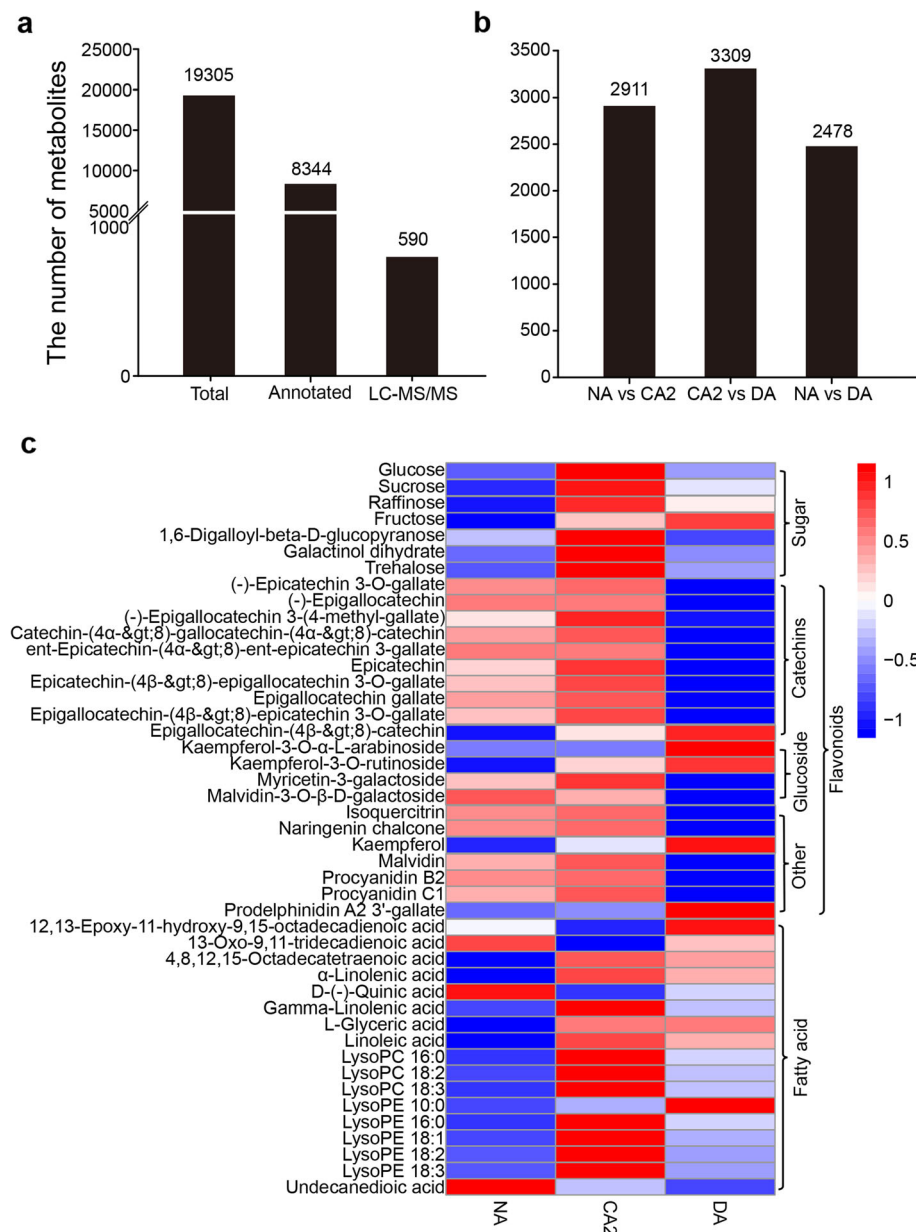 a
The number of metabolites
25000
20000
15000
10000
5000
1000
0
19305
8344
590
Total
Annotated
LC-MS/MS
b
3500
3000
2500
2000
1500
1000
500
0
2911
3309
2478
NA vs CA2
CA2 vs DA
NA vs DA
c
Glucose
Sucrose
Raffinose
Fructose
1,6-Digalloyl-beta-D-glucopyranose
Galactinol dihydrate
Trehalose
(-)-Epicatechin 3-O-gallate
(-)-Epigallocatechin
(-)-Epigallocatechin 3-(4-methyl-gallate)
Catechin-(4α-&gt;8)-gallocatechin-(4α-&gt;8)-catechin
ent-Epicatechin-(4α-&gt;8)-ent-epicatechin 3-gallate
Epicatechin
Epicatechin-(4β-&gt;8)-epigallocatechin 3-O-gallate
Epigallocatechin gallate
Epigallocatechin-(4β-&gt;8)-epicatechin 3-O-gallate
Epigallocatechin-(4β-&gt;8)-catechin
Kaempferol-3-O-α-L-arabinoside
Kaempferol-3-O-rutinoside
Myricetin-3-galactoside
Malvidin-3-O-β-D-galactoside
Isoquercitrin
Naringenin chalcone
Kaempferol
Malvidin
Procyanidin B2
Procyanidin C1
Prodelphinidin A2 3'-gallate
12,13-Epoxy-11-hydroxy-9,15-octadecadienoic acid
13-Oxo-9,11-tridecadienoic acid
4,8,12,15-Octadecatetraenoic acid
α-Linolenic acid
D-(-)-Quinic acid
Gamma-Linolenic acid
L-Glyceric acid
Linoleic acid
LysoPC 16:0
LysoPC 18:2
LysoPC 18:3
LysoPE 10:0
LysoPE 16:0
LysoPE 18:1
LysoPE 18:2
LysoPE 18:3
Undecanedioic acid
NA
CA2
DA
Sugar
Catechins
Glucoside
Other
Flavonoids
Fatty acid
1
0.5
0
−0.5
−1